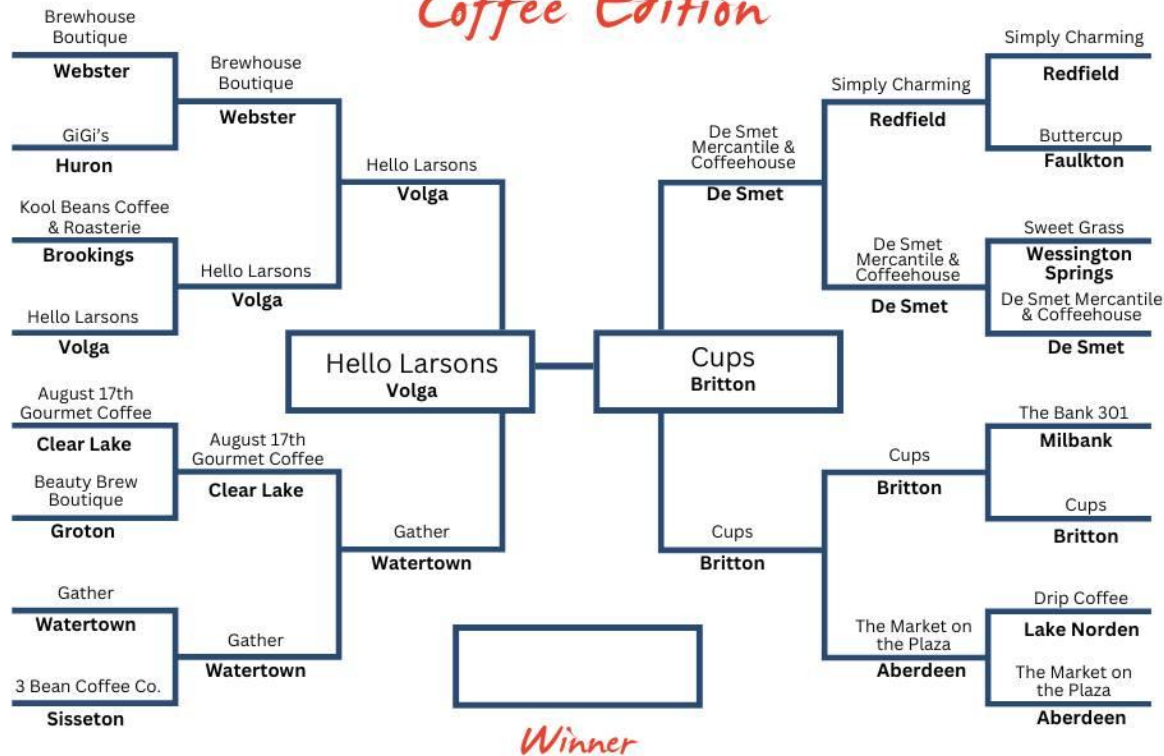 Coffee Edition
Brewhouse
Boutique
Webster
GiGi's
Huron
Kool Beans Coffee
& Roasterie
Brookings
Hello Larsons
Volga
August 17th
Gourmet Coffee
Clear Lake
Beauty Brew
Boutique
Groton
Gather
Watertown
3 Bean Coffee Co.
Sisseton
Brewhouse
Boutique
Webster
Hello Larsons
Volga
August 17th
Gourmet Coffee
Clear Lake
Gather
Watertown
Hello Larsons
Volga
Gather
Watertown
Hello Larsons
Volga
Cups
Britton
De Smet
Mercantile &
Coffeehouse
De Smet
Cups
Britton
Simply Charming
Redfield
De Smet
Mercantile &
Coffeehouse
De Smet
Cups
Britton
The Market on
the Plaza
Aberdeen
Simply Charming
Redfield
Buttercup
Faulkton
Sweet Grass
Wessington
Springs
De Smet Mercantile
& Coffeehouse
De Smet
The Bank 301
Milbank
Cups
Britton
Drip Coffee
Lake Norden
The Market on
the Plaza
Aberdeen
Winner